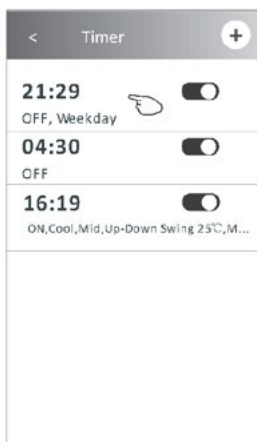 < Timer +
21:29
OFF, Weekday
04:30
OFF
16:19
ON,Cool,Mid,Up-Down Swing 25℃,M...